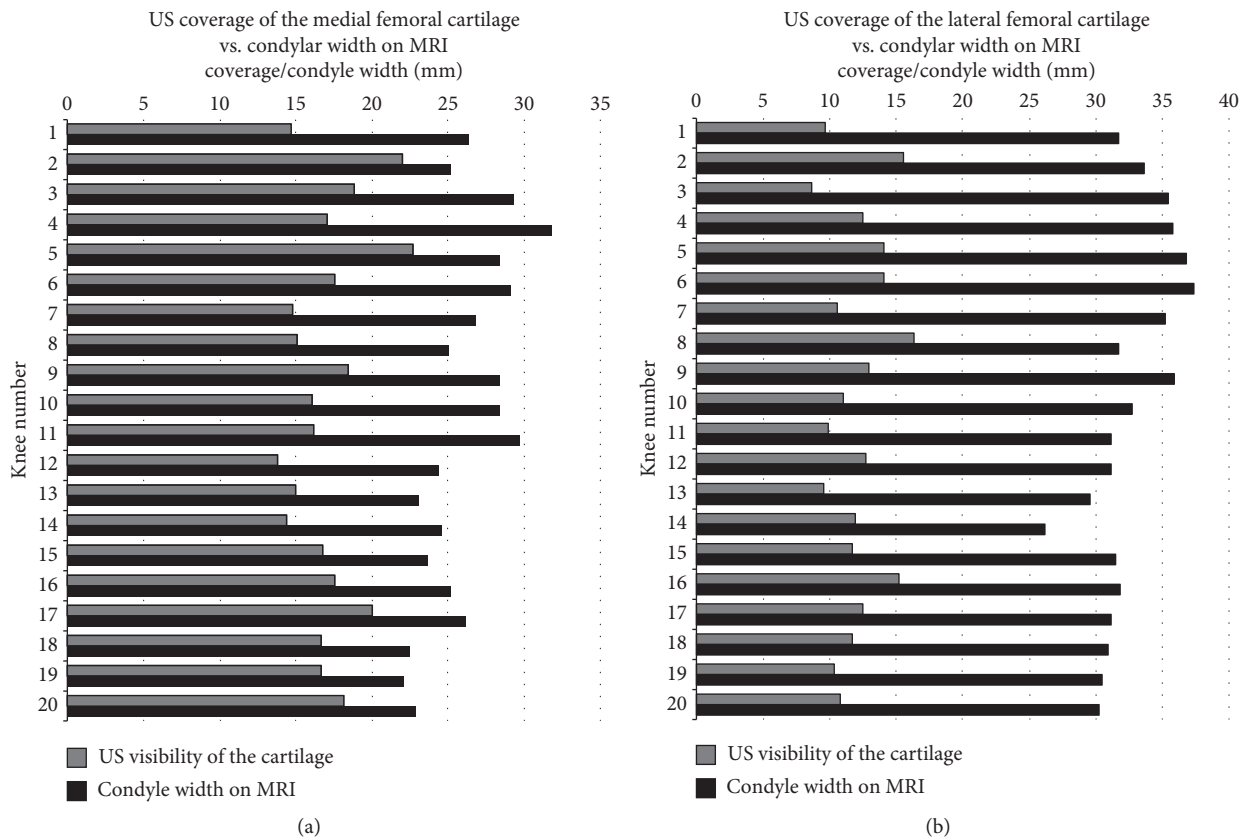 US coverage of the medial femoral cartilage
vs. condylar width on MRI
coverage/condyle width (mm)
0 5 10 15 20 25 30 35
Knee number
1
2
3
4
5
6
7
8
9
10
11
12
13
14
15
16
17
18
19
20
US visibility of the cartilage
Condyle width on MRI
(a)
US coverage of the lateral femoral cartilage
vs. condylar width on MRI
coverage/condyle width (mm)
0 5 10 15 20 25 30 35 40
Knee number
1
2
3
4
5
6
7
8
9
10
11
12
13
14
15
16
17
18
19
20
US visibility of the cartilage
Condyle width on MRI
(b)